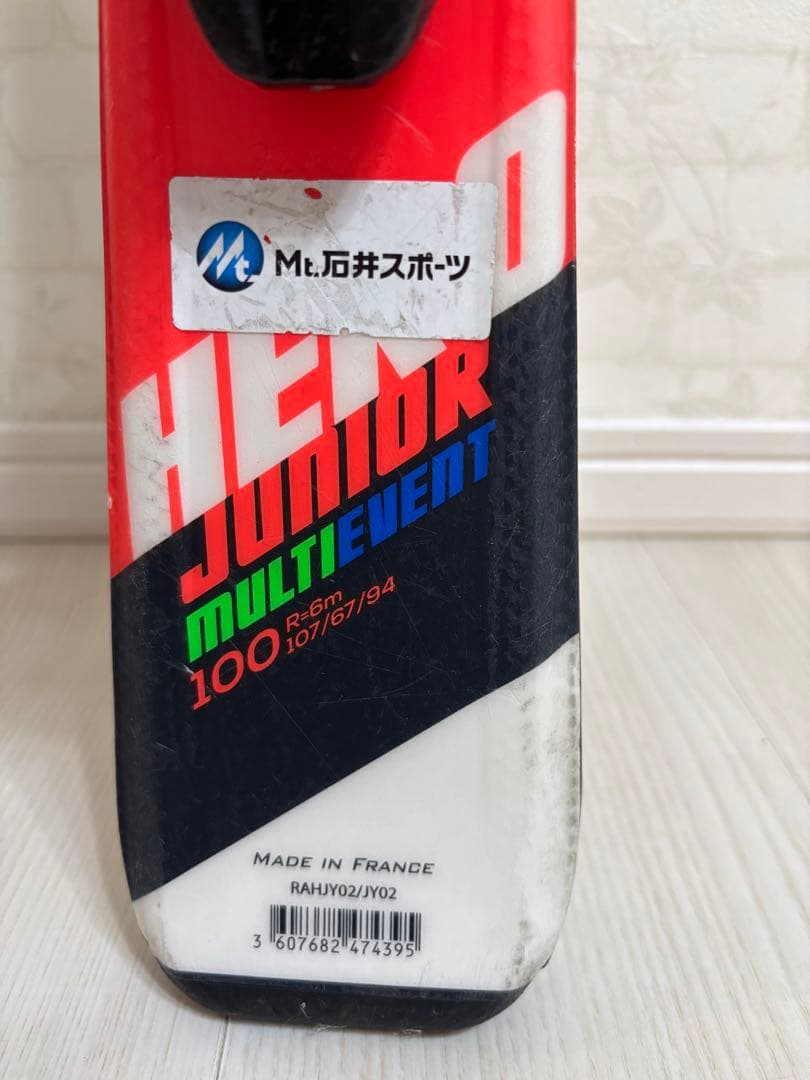 Mt.
Mt.石井スポーツ
HERO
JUNIOR
MULTIEVENT
100 R=6m
107/67/94
MADE IN FRANCE
RAHJY02/JY02
3 607682 474395